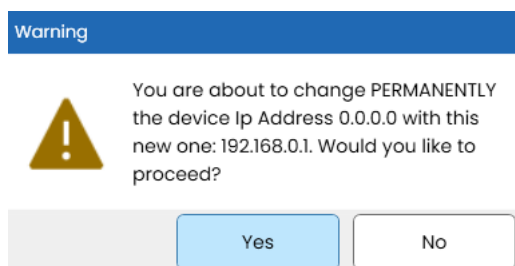 Warning
You are about to change PERMANENTLY
the device Ip Address 0.0.0.0 with this
new one: 192.168.0.1. Would you like to
proceed?
Yes
No